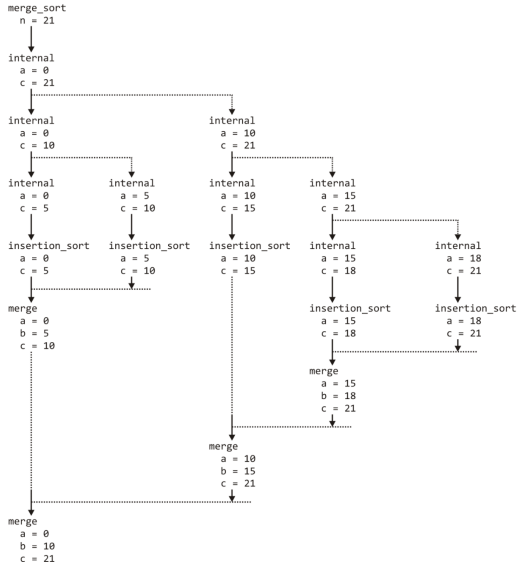 merge_sort
n = 21
internal
a = 0
c = 21
internal
a = 0
c = 10
internal
a = 10
c = 21
internal
a = 0
c = 5
internal
a = 5
c = 10
internal
a = 10
c = 15
internal
a = 15
c = 21
insertion_sort
a = 0
c = 5
insertion_sort
a = 5
c = 10
insertion_sort
a = 10
c = 15
internal
a = 15
c = 18
internal
a = 18
c = 21
merge
a = 0
b = 5
c = 10
insertion_sort
a = 15
c = 18
insertion_sort
a = 18
c = 21
merge
a = 15
b = 18
c = 21
merge
a = 10
b = 15
c = 21
merge
a = 0
b = 10
c = 21